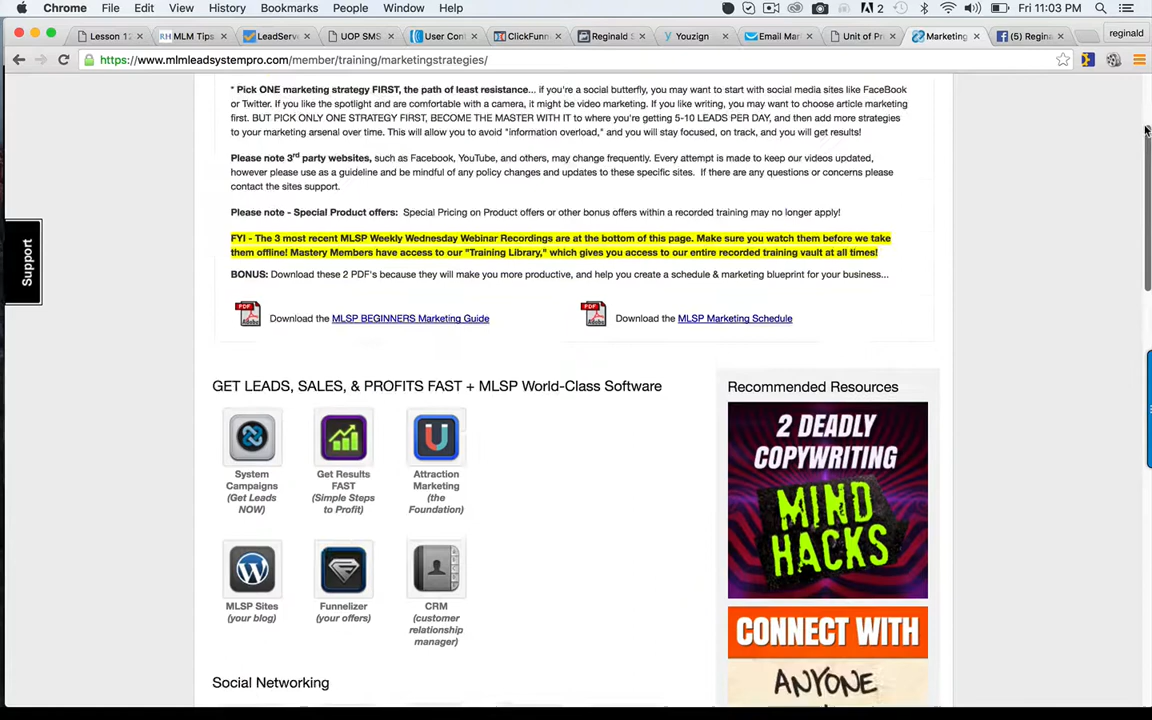 Chrome File Edit View History Bookmarks People Window Help
2 Fri 11:03 PM
Lesson 1 MLM Tips LeadServ UOP SMS User Con ClickFunn Reginald S Youzign Email Mar Unit of Pr Marketing (5) Regina reginald
https://www.mlmleadsystempro.com/member/training/marketingstrategies/
* Pick ONE marketing strategy FIRST, the path of least resistance... if you're a social butterfly, you may want to start with social media sites like FaceBook
or Twitter. If you like the spotlight and are comfortable with a camera, it might be video marketing. If you like writing, you may want to choose article marketing
first. BUT PICK ONLY ONE STRATEGY FIRST, BECOME THE MASTER WITH IT to where you're getting 5-10 LEADS PER DAY, and then add more strategies
to your marketing arsenal over time. This will allow you to avoid "information overload," and you will stay focused, on track, and you will get results!
Please note 3rd party websites, such as Facebook, YouTube, and others, may change frequently. Every attempt is made to keep our videos updated,
however please use as a guideline and be mindful of any policy changes and updates to these specific sites. If there are any questions or concerns please
contact the sites support.
Please note - Special Product offers: Special Pricing on Product offers or other bonus offers within a recorded training may no longer apply!
FYI - The 3 most recent MLSP Weekly Wednesday Webinar Recordings are at the bottom of this page. Make sure you watch them before we take
them offline! Mastery Members have access to our "Training Library," which gives you access to our entire recorded training vault at all times!
BONUS: Download these 2 PDF's because they will make you more productive, and help you create a schedule & marketing blueprint for your business...
Support
PDF Adobe Download the MLSP BEGINNERS Marketing Guide
PDF Adobe Download the MLSP Marketing Schedule
GET LEADS, SALES, & PROFITS FAST + MLSP World-Class Software
System
Campaigns
(Get Leads
NOW)
Get Results
FAST
(Simple Steps
to Profit)
Attraction
Marketing
(the
Foundation)
MLSP Sites
(your blog)
Funnelizer
(your offers)
CRM
(customer
relationship
manager)
Social Networking
Recommended Resources
2 DEADLY
COPYWRITING
MIND
HACKS
CONNECT WITH
ANYONE